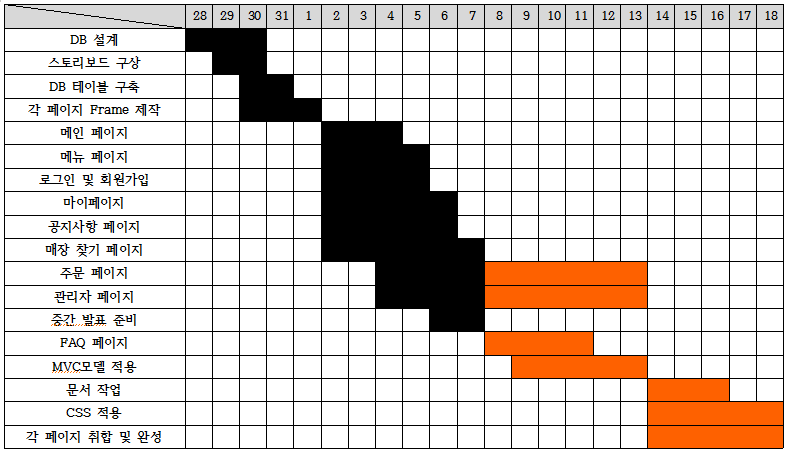 28 29 30 31 1 2 3 4 5 6 7 8 9 10 11 12 13 14 15 16 17 18
DB 설계
스토리보드 구상
DB 테이블 구축
각 페이지 Frame 제작
메인 페이지
메뉴 페이지
로그인 및 회원가입
마이페이지
공지사항 페이지
매장 찾기 페이지
주문 페이지
관리자 페이지
중간 발표 준비
FAQ 페이지
MVC모델 적용
문서 작업
CSS 적용
각 페이지 취합 및 완성